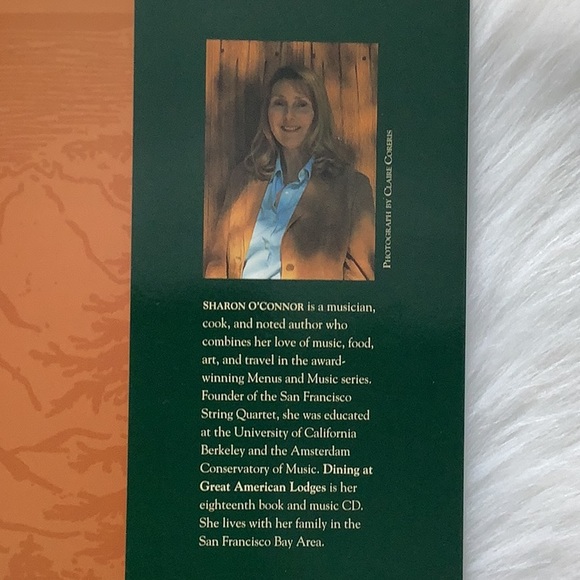 PHOTOGRAPH BY CLAIRE COBERIS
SHARON O'CONNOR is a musician,
cook, and noted author who
combines her love of music, food,
art, and travel in the award-
winning Menus and Music series.
Founder of the San Francisco
String Quartet, she was educated
at the University of California
Berkeley and the Amsterdam
Conservatory of Music. Dining at
Great American Lodges is her
eighteenth book and music CD.
She lives with her family in the
San Francisco Bay Area.